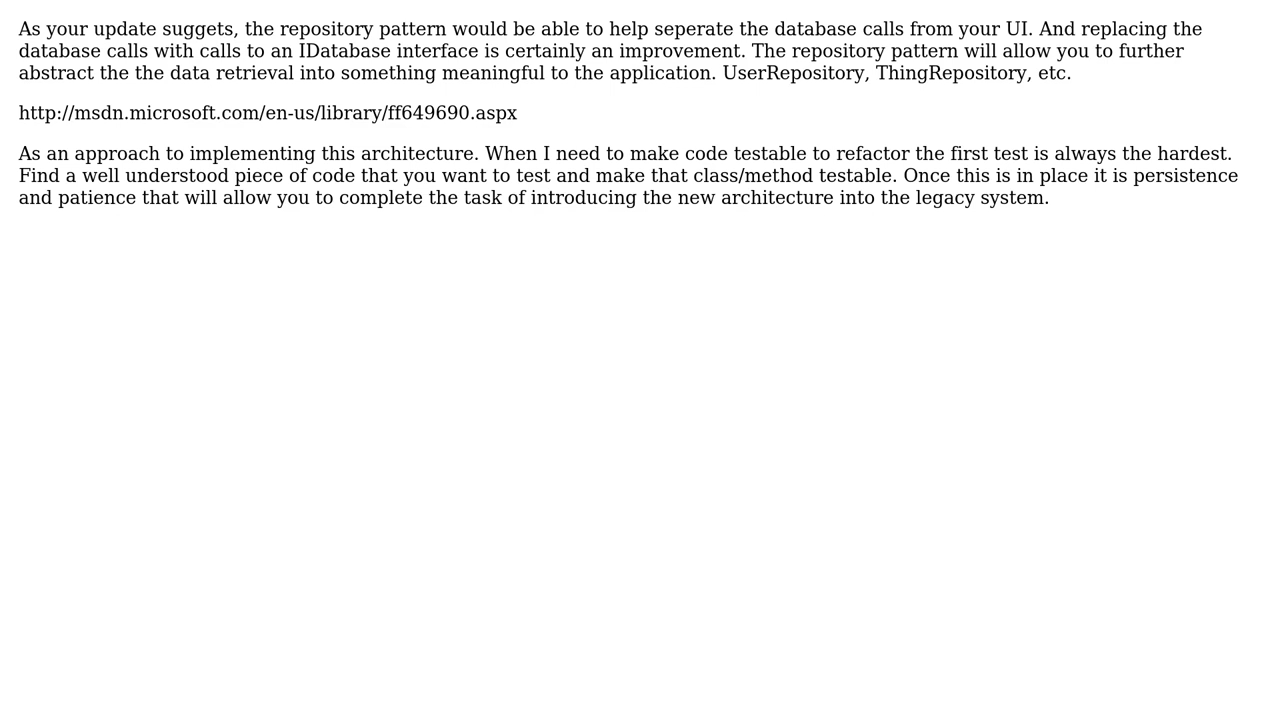 As your update suggets, the repository pattern would be able to help seperate the database calls from your UI. And replacing the
database calls with calls to an IDatabase interface is certainly an improvement. The repository pattern will allow you to further
abstract the the data retrieval into something meaningful to the application. UserRepository, ThingRepository, etc.
http://msdn.microsoft.com/en-us/library/ff649690.aspx
As an approach to implementing this architecture. When I need to make code testable to refactor the first test is always the hardest.
Find a well understood piece of code that you want to test and make that class/method testable. Once this is in place it is persistence
and patience that will allow you to complete the task of introducing the new architecture into the legacy system.